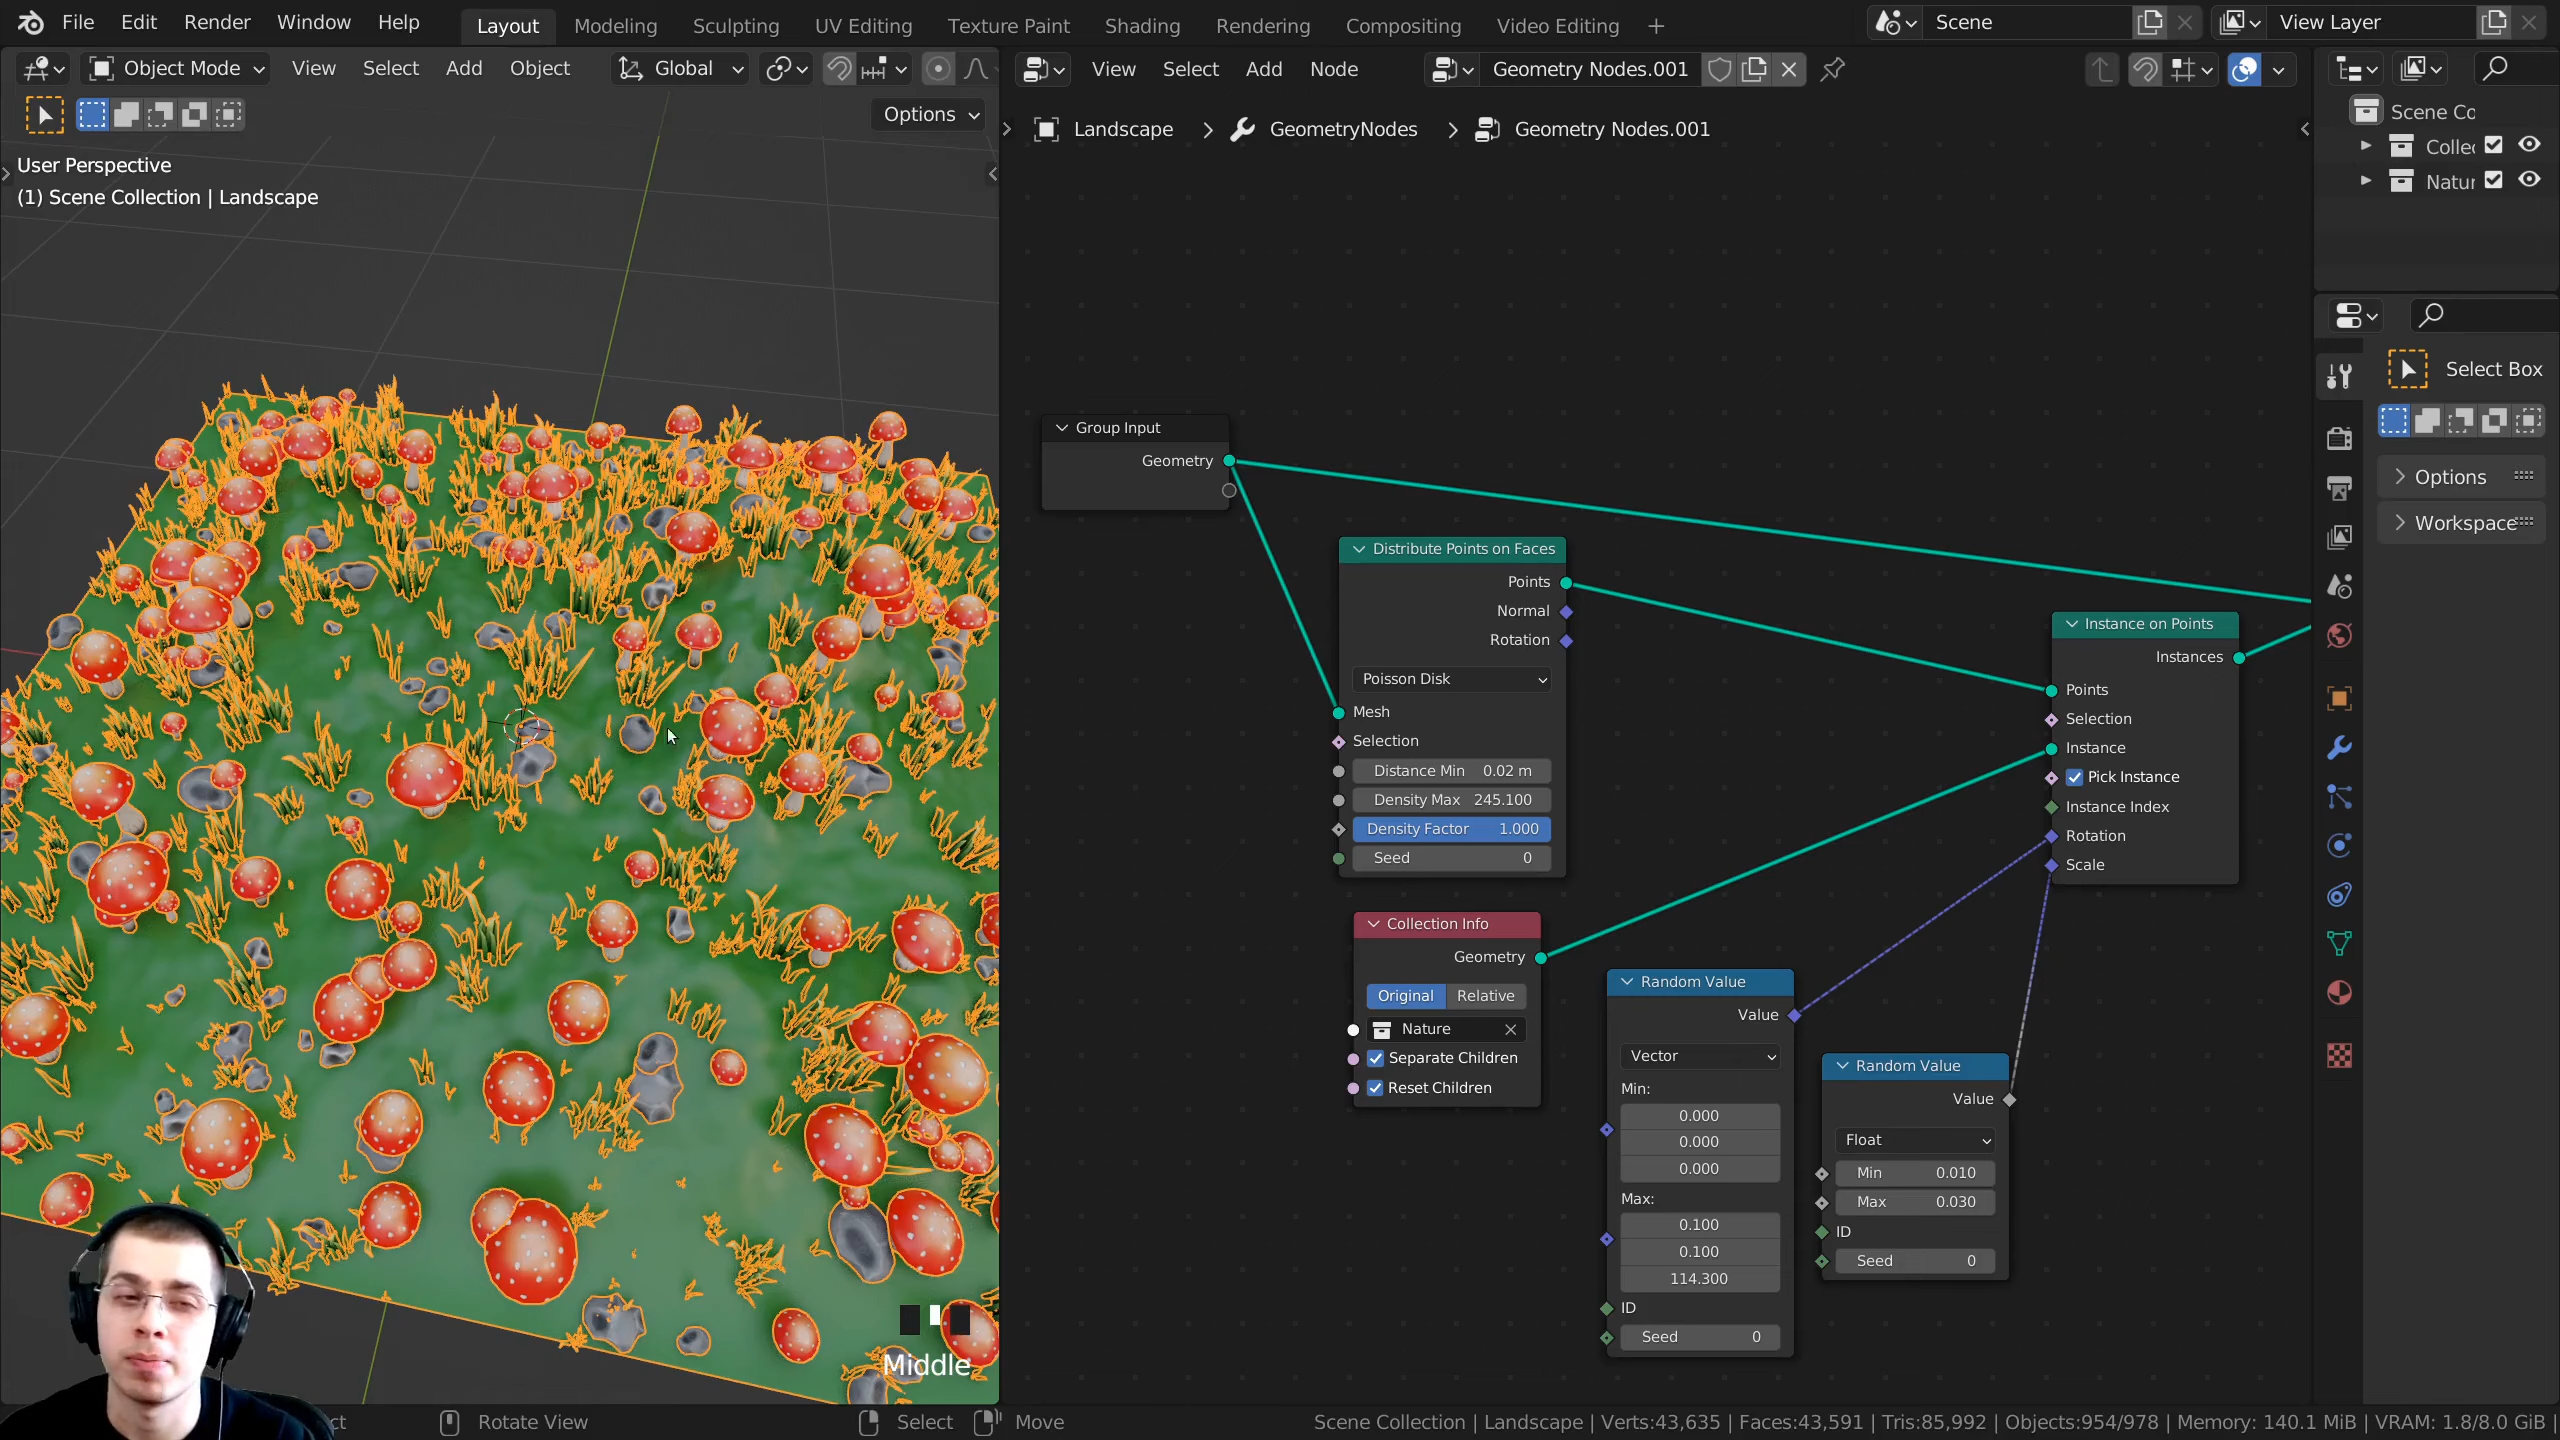 File Edit Render Window Help Layout Modeling Sculpting UV Editing Texture Paint Shading Rendering Compositing Video Editing + Scene View Layer
Object Mode View Select Add Object Global
View Select Add Node Geometry Nodes.001
Options
Landscape > GeometryNodes > Geometry Nodes.001
User Perspective
(1) Scene Collection | Landscape
Scene Co
Collec
Natur
Select Box
Options
Workspace
Group Input
Geometry
Distribute Points on Faces
Points
Normal
Rotation
Poisson Disk
Mesh
Selection
Distance Min 0.02 m
Density Max 245.100
Density Factor 1.000
Seed 0
Collection Info
Geometry
Original Relative
Nature
Separate Children
Reset Children
Random Value
Value
Vector
Min:
0.000
0.000
0.000
Max:
0.100
0.100
114.300
ID
Seed 0
Random Value
Value
Float
Min 0.010
Max 0.030
ID
Seed 0
Instance on Points
Instances
Points
Selection
Instance
Pick Instance
Instance Index
Rotation
Scale
Middle
ct Rotate View Select Move Scene Collection | Landscape | Verts:43,635 | Faces:43,591 | Tris:85,992 | Objects:954/978 | Memory: 140.1 MiB | VRAM: 1.8/8.0 GiB |